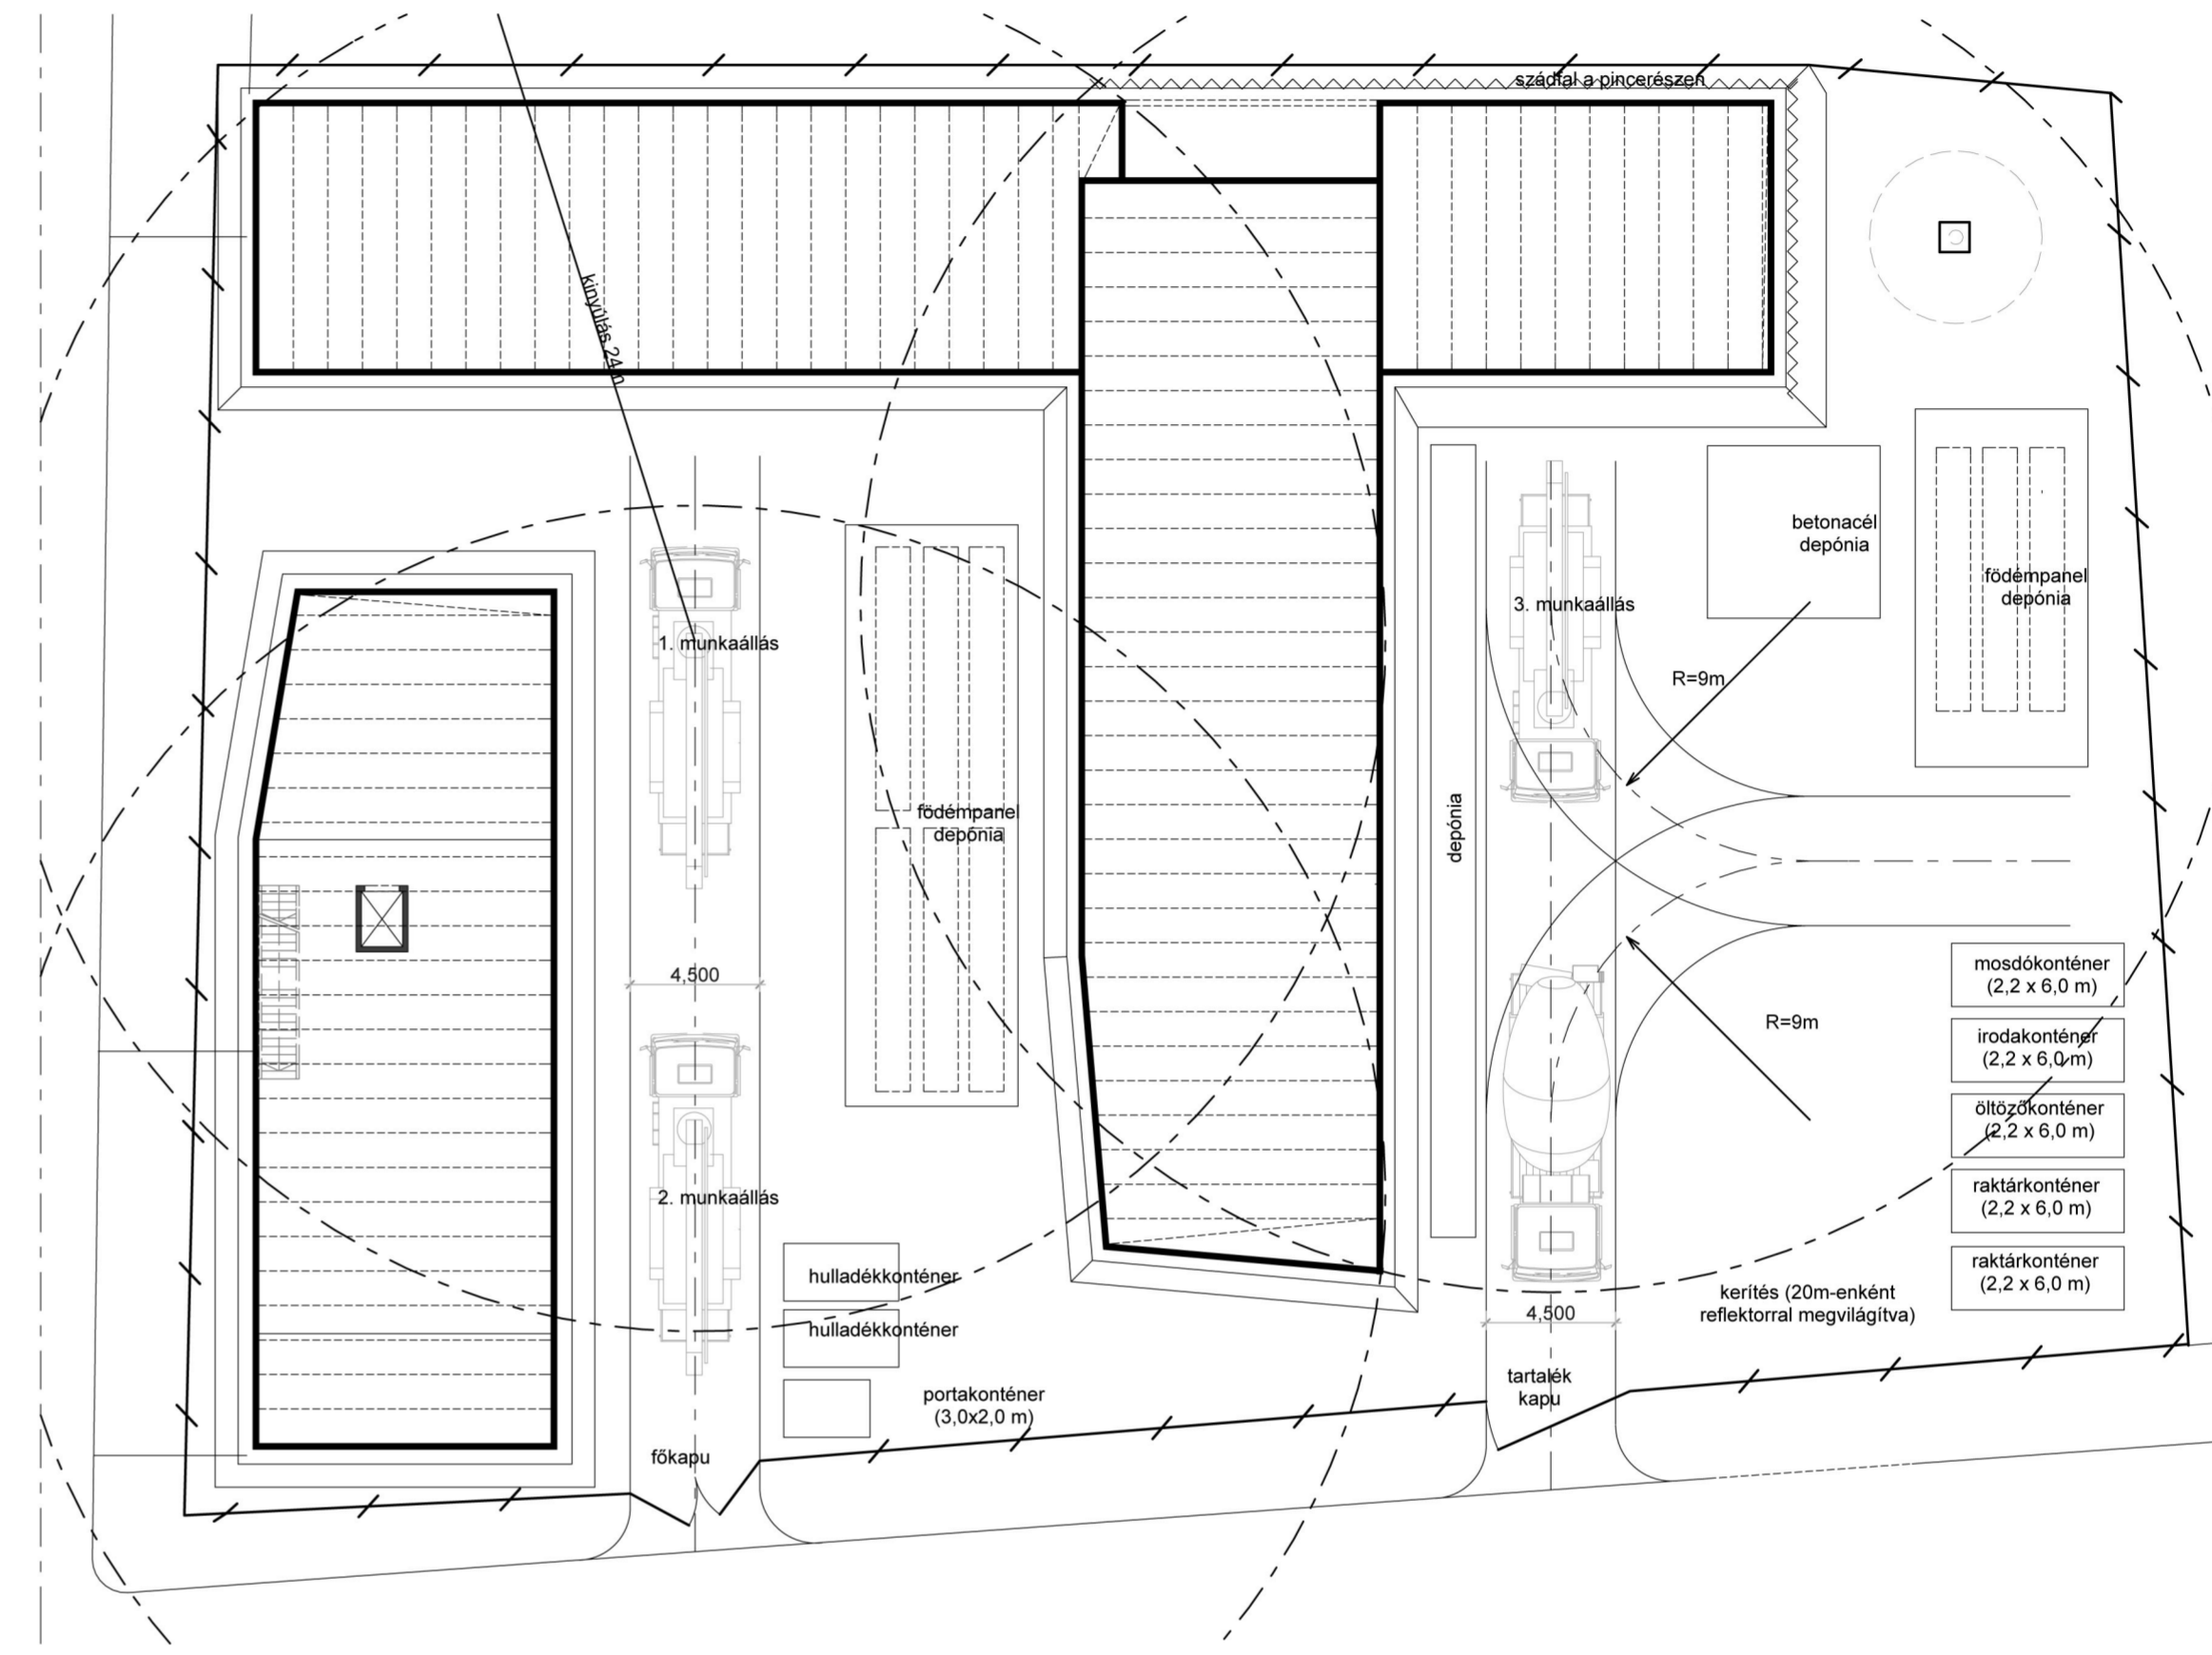 szádfal a pincerészen
kinyúlás 24m
betonacél
depónia
födémpanel
depónia
3. munkaállás
1. munkaállás
R=9m
födémpanel
depónia
depónia
mosdókonténer
(2,2 x 6,0 m)
4,500
R=9m
irodakonténer
(2,2 x 6,0 m)
öltözőkonténer
(2,2 x 6,0 m)
2. munkaállás
raktárkonténer
(2,2 x 6,0 m)
hulladékkonténer
raktárkonténer
(2,2 x 6,0 m)
kerítés (20m-enként
reflektorral megvilágítva)
4,500
hulladékkonténer
tartalék
kapu
portakonténer
(3,0x2,0 m)
főkapu